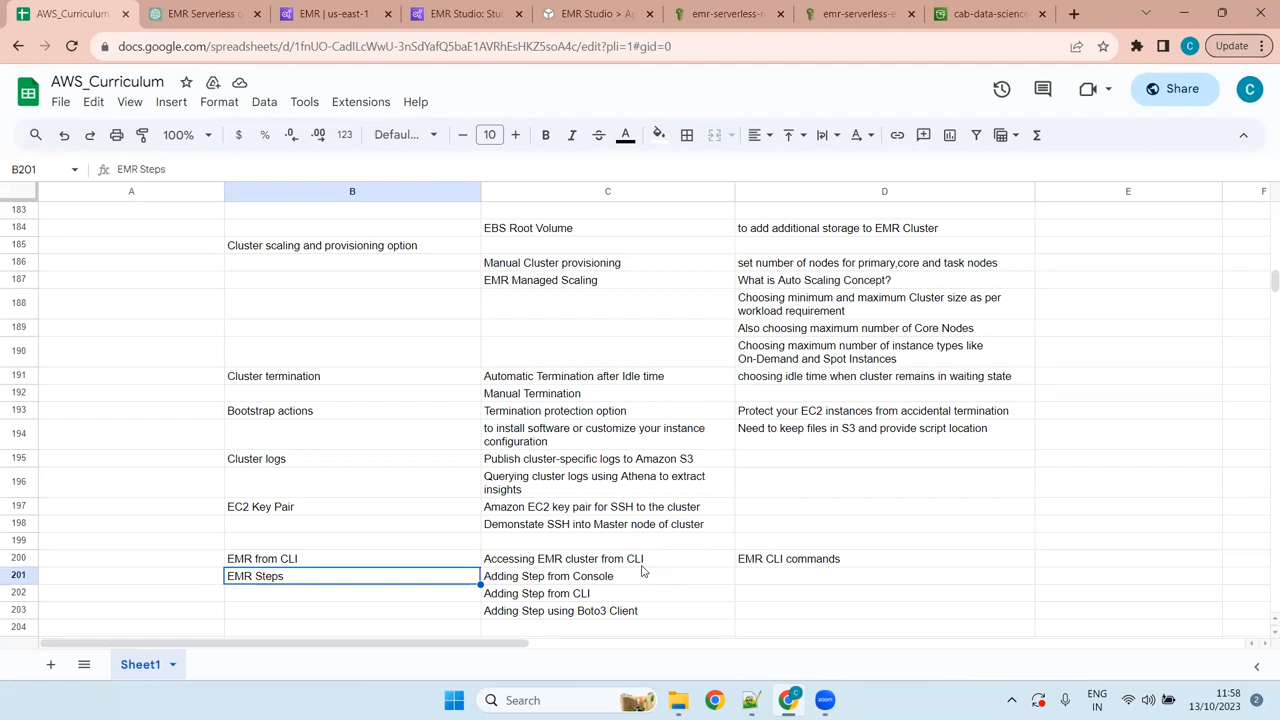 AWS_Curriculum
EMR Serverless o
EMR | us-east-1
EMR Studio: Stu
EMR Studio > Ap
emr-serverless-r
emr-serverless-e
cab-data-science
docs.google.com/spreadsheets/d/1fnUO-CadILcWwU-3nSdYafQ5baE1AVRhEsHKZ5soA4c/edit?pli=1#gid=0
C
Update
AWS_Curriculum
File Edit View Insert Format Data Tools Extensions Help
Share
C
100% $ % .0 .00 123 Defaul... 10 B I A A
B201 fx EMR Steps
A B C D E F
183
184 EBS Root Volume to add additional storage to EMR Cluster
185 Cluster scaling and provisioning option
186 Manual Cluster provisioning set number of nodes for primary,core and task nodes
187 EMR Managed Scaling What is Auto Scaling Concept?
188 Choosing minimum and maximum Cluster size as per
workload requirement
189 Also choosing maximum number of Core Nodes
190 Choosing maximum number of instance types like
On-Demand and Spot Instances
191 Cluster termination Automatic Termination after Idle time choosing idle time when cluster remains in waiting state
192 Manual Termination
193 Bootstrap actions Termination protection option Protect your EC2 instances from accidental termination
194 to install software or customize your instance
configuration Need to keep files in S3 and provide script location
195 Cluster logs Publish cluster-specific logs to Amazon S3
196 Querying cluster logs using Athena to extract
insights
197 EC2 Key Pair Amazon EC2 key pair for SSH to the cluster
198 Demonstate SSH into Master node of cluster
199
200 EMR from CLI Accessing EMR cluster from CLI EMR CLI commands
201 EMR Steps Adding Step from Console
202 Adding Step from CLI
203 Adding Step using Boto3 Client
204
Sheet1
Search
C
zoom
ENG
IN
11:58
13/10/2023
2